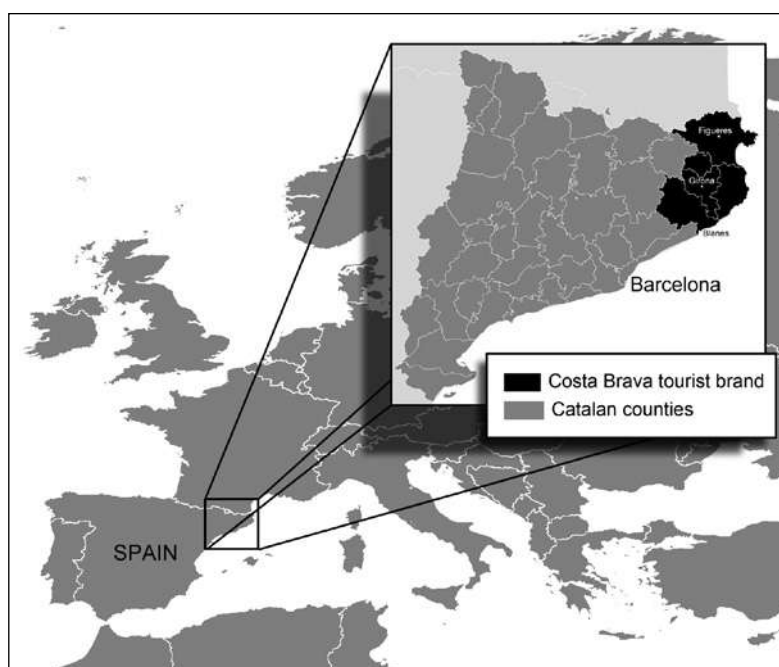 Figueres
Girona
Blanes
Barcelona
Costa Brava tourist brand
Catalan counties
SPAIN